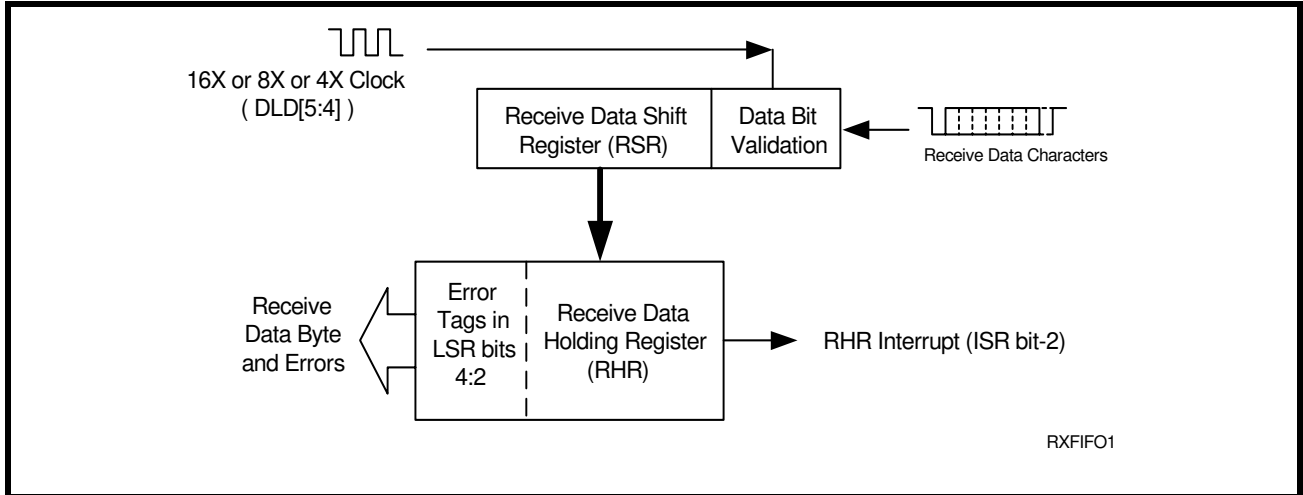 16X or 8X or 4X Clock
( DLD[5:4] )
Receive Data Shift
Register (RSR)
Data Bit
Validation
Receive Data Characters
Receive
Data Byte
and Errors
Error
Tags in
LSR bits
4:2
Receive Data
Holding Register
(RHR)
RHR Interrupt (ISR bit-2)
RXFIFO1